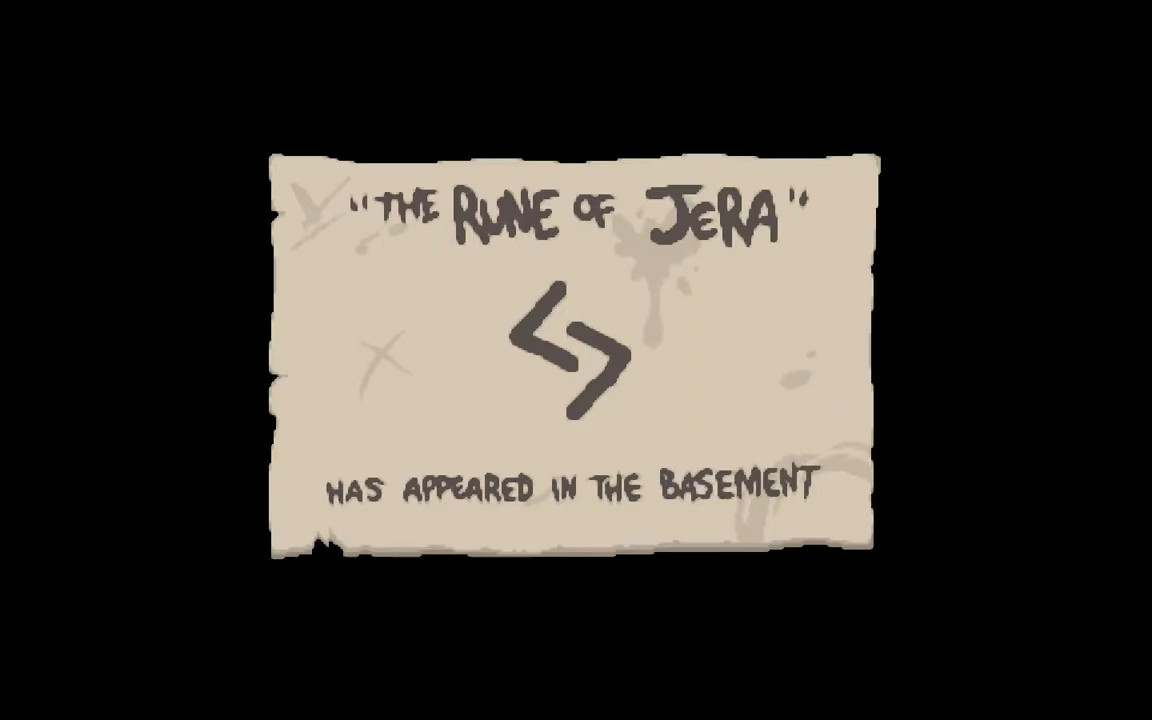 "THE RUNE OF JERA"
HAS APPEARED IN THE BASEMENT